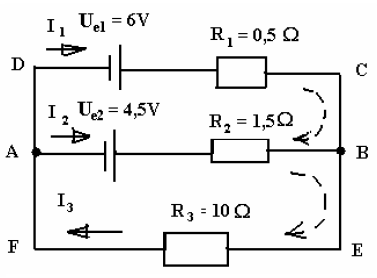 I₁ Uₑ₁ = 6V
R₁ = 0,5 Ω
D C
I₂ Uₑ₂ = 4,5V
R₂ = 1,5Ω
A B
I₃
R₃ = 10 Ω
F E